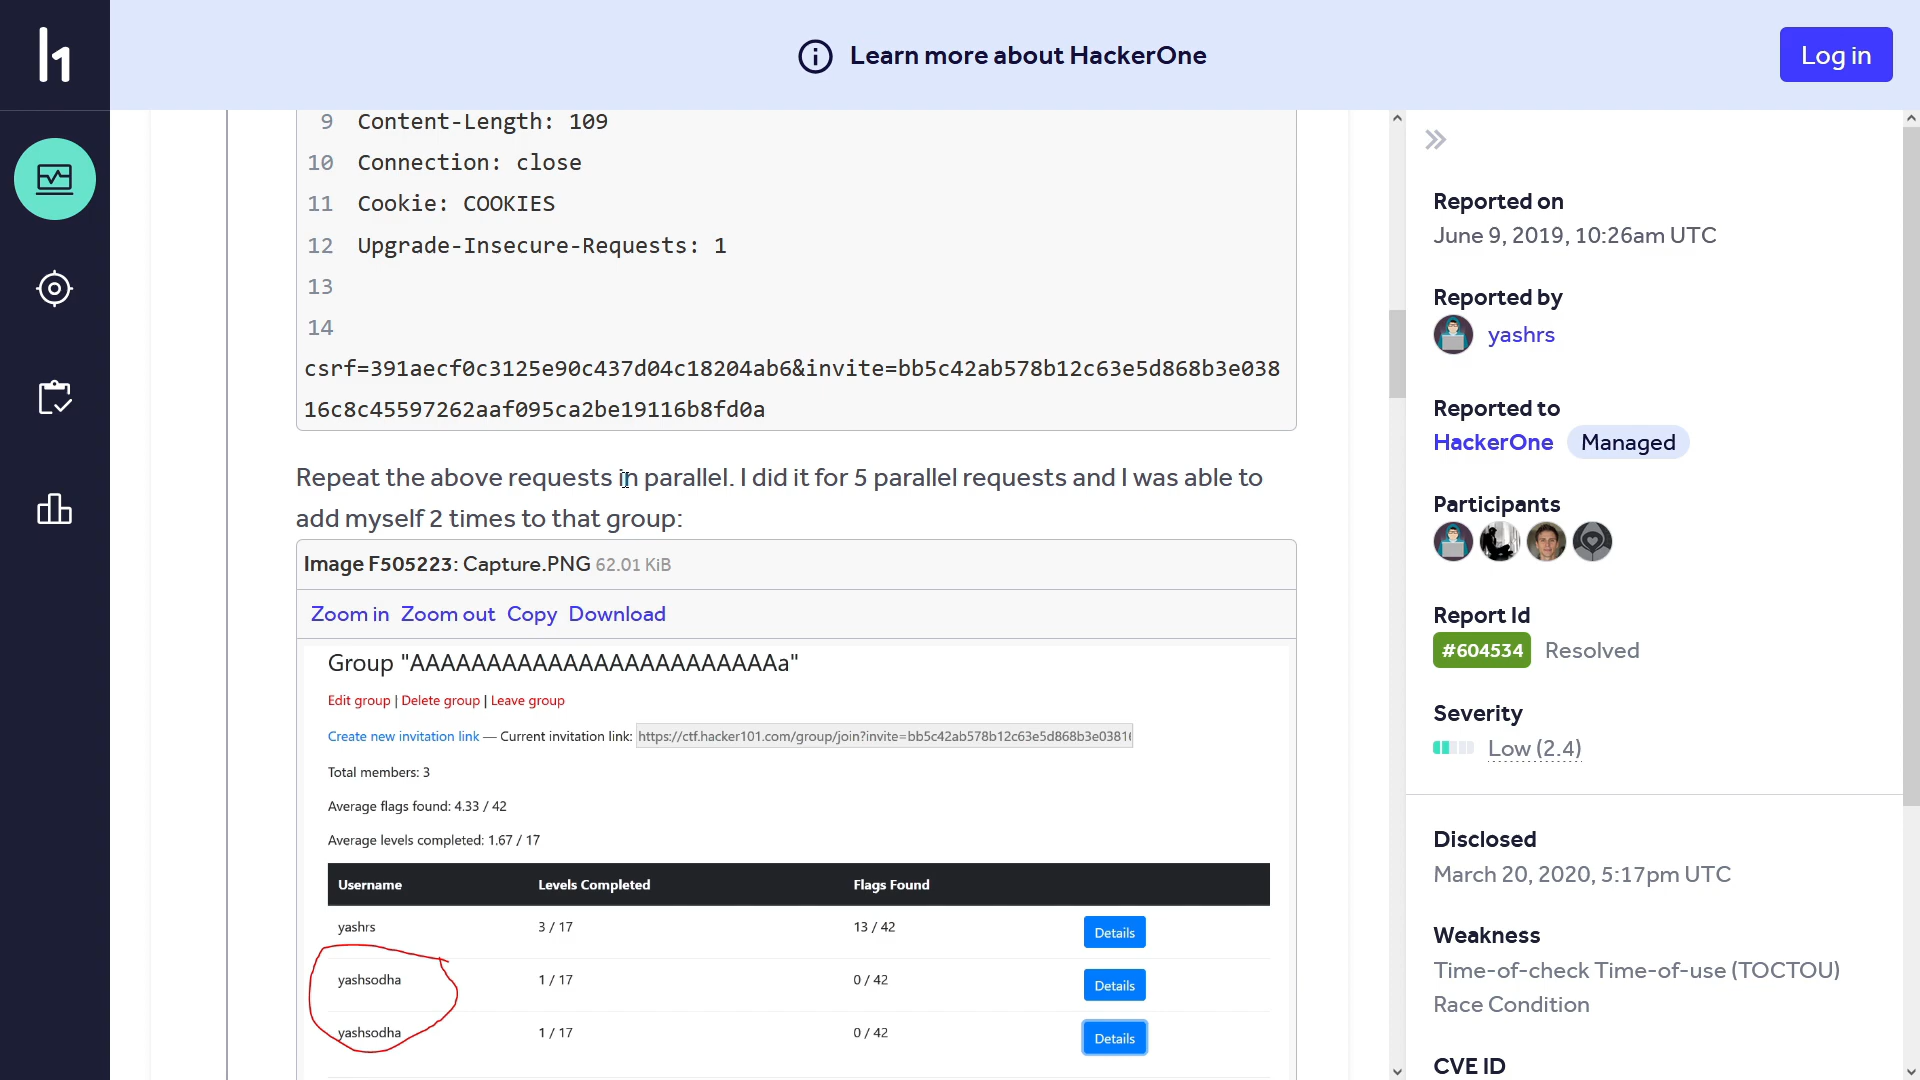 Learn more about HackerOne
Log in
9 Content-Length: 109
10 Connection: close
11 Cookie: COOKIES
12 Upgrade-Insecure-Requests: 1
13
14
csrf=391aecf0c3125e90c437d04c18204ab6&invite=bb5c42ab578b12c63e5d868b3e038
16c8c45597262aaf095ca2be19116b8fd0a
Repeat the above requests in parallel. I did it for 5 parallel requests and I was able to
add myself 2 times to that group:
Image F505223: Capture.PNG 62.01 KiB
Zoom in Zoom out Copy Download
Group "AAAAAAAAAAAAAAAAAAAAAAAAa"
Edit group | Delete group | Leave group
Create new invitation link — Current invitation link: https://ctf.hacker101.com/group/join?invite=bb5c42ab578b12c63e5d868b3e0381
Total members: 3
Average flags found: 4.33 / 42
Average levels completed: 1.67 / 17
Username Levels Completed Flags Found
yashrs 3 / 17 13 / 42 Details
yashsodha 1 / 17 0 / 42 Details
yashsodha 1 / 17 0 / 42 Details
Reported on
June 9, 2019, 10:26am UTC
Reported by
yashrs
Reported to
HackerOne Managed
Participants
Report Id
#604534 Resolved
Severity
Low (2.4)
Disclosed
March 20, 2020, 5:17pm UTC
Weakness
Time-of-check Time-of-use (TOCTOU)
Race Condition
CVE ID